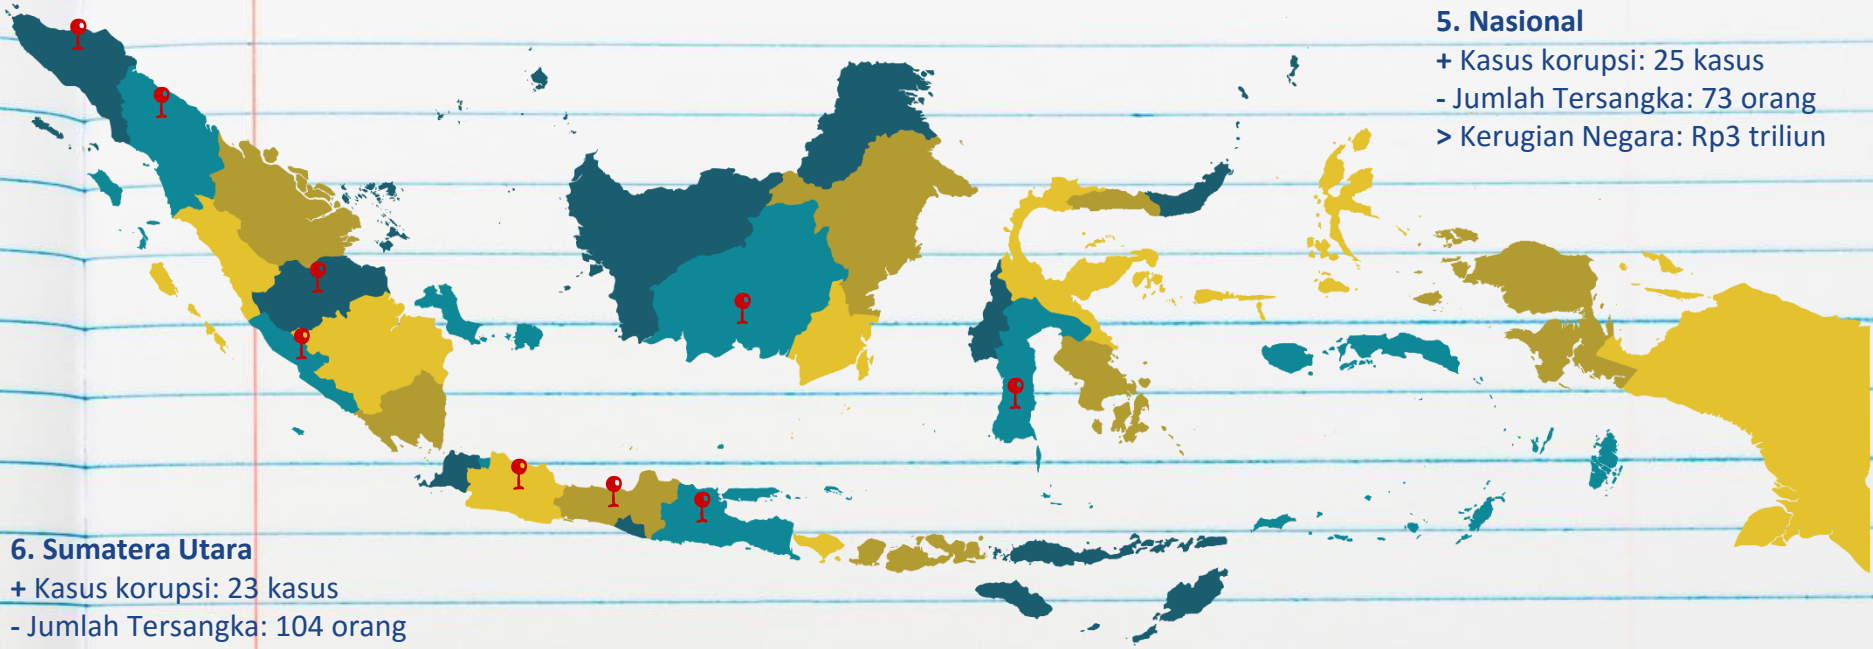 5. Nasional
+ Kasus korupsi: 25 kasus
- Jumlah Tersangka: 73 orang
> Kerugian Negara: Rp3 triliun
6. Sumatera Utara
+ Kasus korupsi: 23 kasus
- Jumlah Tersangka: 104 orang